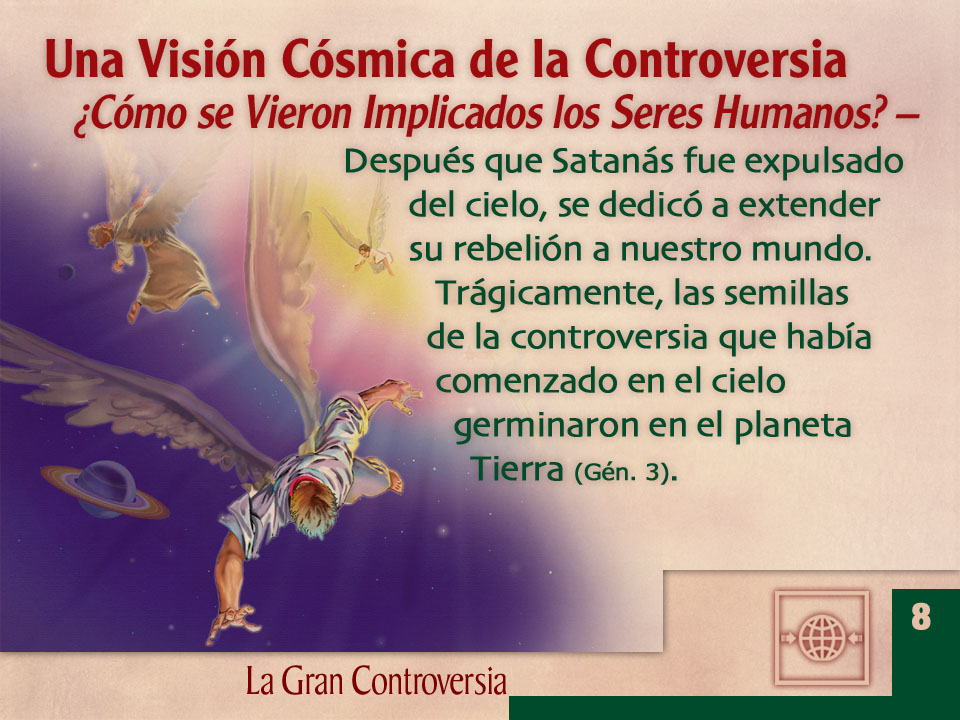 Una Visión Cósmica de la Controversia
¿Cómo se Vieron Implicados los Seres Humanos? –
Después que Satanás fue expulsado
del cielo, se dedicó a extender
su rebelión a nuestro mundo.
Trágicamente, las semillas
de la controversia que había
comenzado en el cielo
germinaron en el planeta
Tierra (Gén. 3).
8
La Gran Controversia